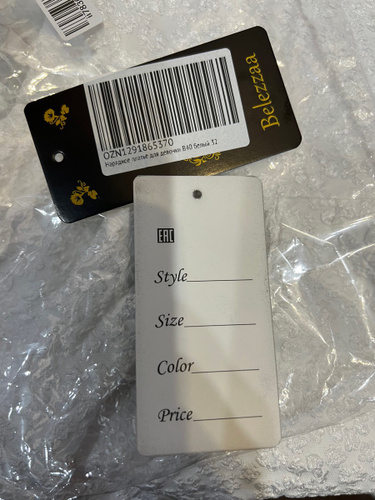 OZN1291865370
Нарядное платье для девочки В40 белый 32
Belezzaa
EAC
Style
Size
Color
Price